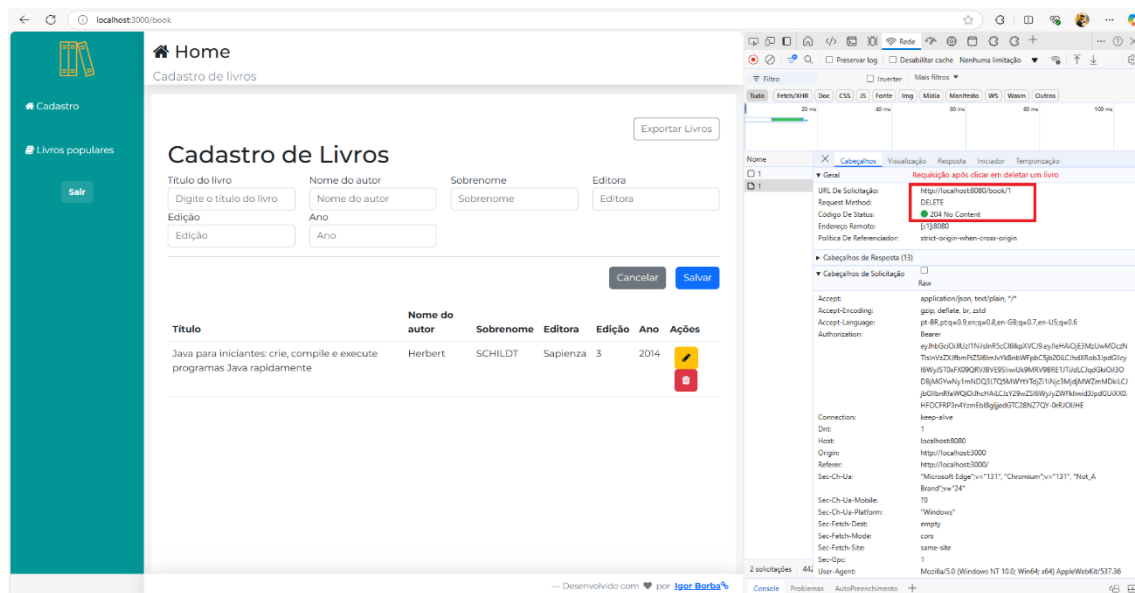 localhost:3000/book
Home
Cadastro de livros
Cadastro
Livros populares
Sair
Exportar Livros
Cadastro de Livros
Título do livro Nome do autor Sobrenome Editora
Digite o título do livro Nome do autor Sobrenome Editora
Edição Ano
Edição Ano
Cancelar Salvar
Título Nome do autor Sobrenome Editora Edição Ano Ações
Java para iniciantes: crie, compile e execute Herbert SCHILDT Sapienza 3 2014
programas Java rapidamente
— Desenvolvido com por Igor Borba
Rede
Preservar log Desabilitar cache Nenhuma limitação
Filtro Inverter Mais filtros
Tudo Fetch/XHR Doc CSS JS Fonte Img Mídia Manifesto WS Wasm Outros
20 ms 40 ms 60 ms 80 ms 100 ms
Nome Cabeçalhos Visualização Resposta Iniciador Temporização
1
1
Geral Requisição após clicar em deletar um livro
URL De Solicitação: http://localhost:8080/book/1
Request Method: DELETE
Código De Status: 204 No Content
Endereço Remoto: [::1]:8080
Política De Referenciador: strict-origin-when-cross-origin
Cabeçalhos de Resposta (13)
Cabeçalhos de Solicitação
Raw
Accept: application/json, text/plain, */*
Accept-Encoding: gzip, deflate, br, zstd
Accept-Language: pt-BR,pt;q=0.9,en;q=0.8,en-GB;q=0.7,en-US;q=0.6
Authorization: Bearer
Connection: keep-alive
Dnt: 1
Host: localhost:8080
Origin: http://localhost:3000
Referer: http://localhost:3000/
Sec-Ch-Ua: "Microsoft Edge";v="131", "Chromium";v="131", "Not_A
Brand";v="24"
Sec-Ch-Ua-Mobile: ?0
Sec-Ch-Ua-Platform: "Windows"
Sec-Fetch-Dest: empty
Sec-Fetch-Mode: cors
Sec-Fetch-Site: same-site
Sec-Gpc: 1
User-Agent: Mozilla/5.0 (Windows NT 10.0; Win64; x64) AppleWebKit/537.36
2 solicitações 442
Console Problemas AutoPreenchimento